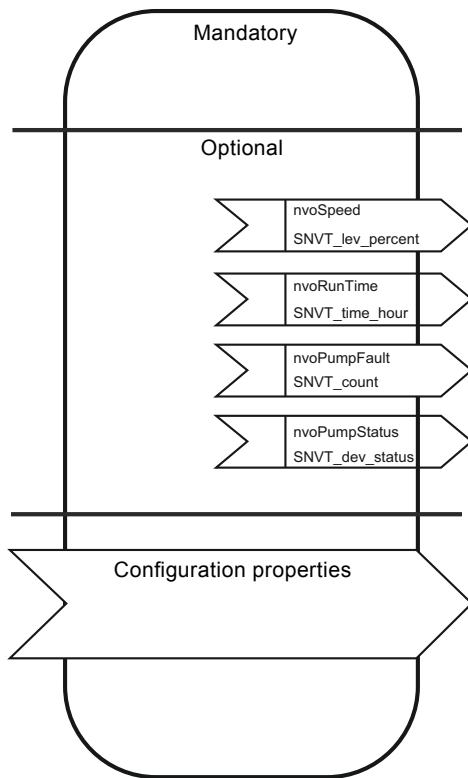 Mandatory
Optional
nvoSpeed
SNVT_lev_percent
nvoRunTime
SNVT_time_hour
nvoPumpFault
SNVT_count
nvoPumpStatus
SNVT_dev_status
Configuration properties